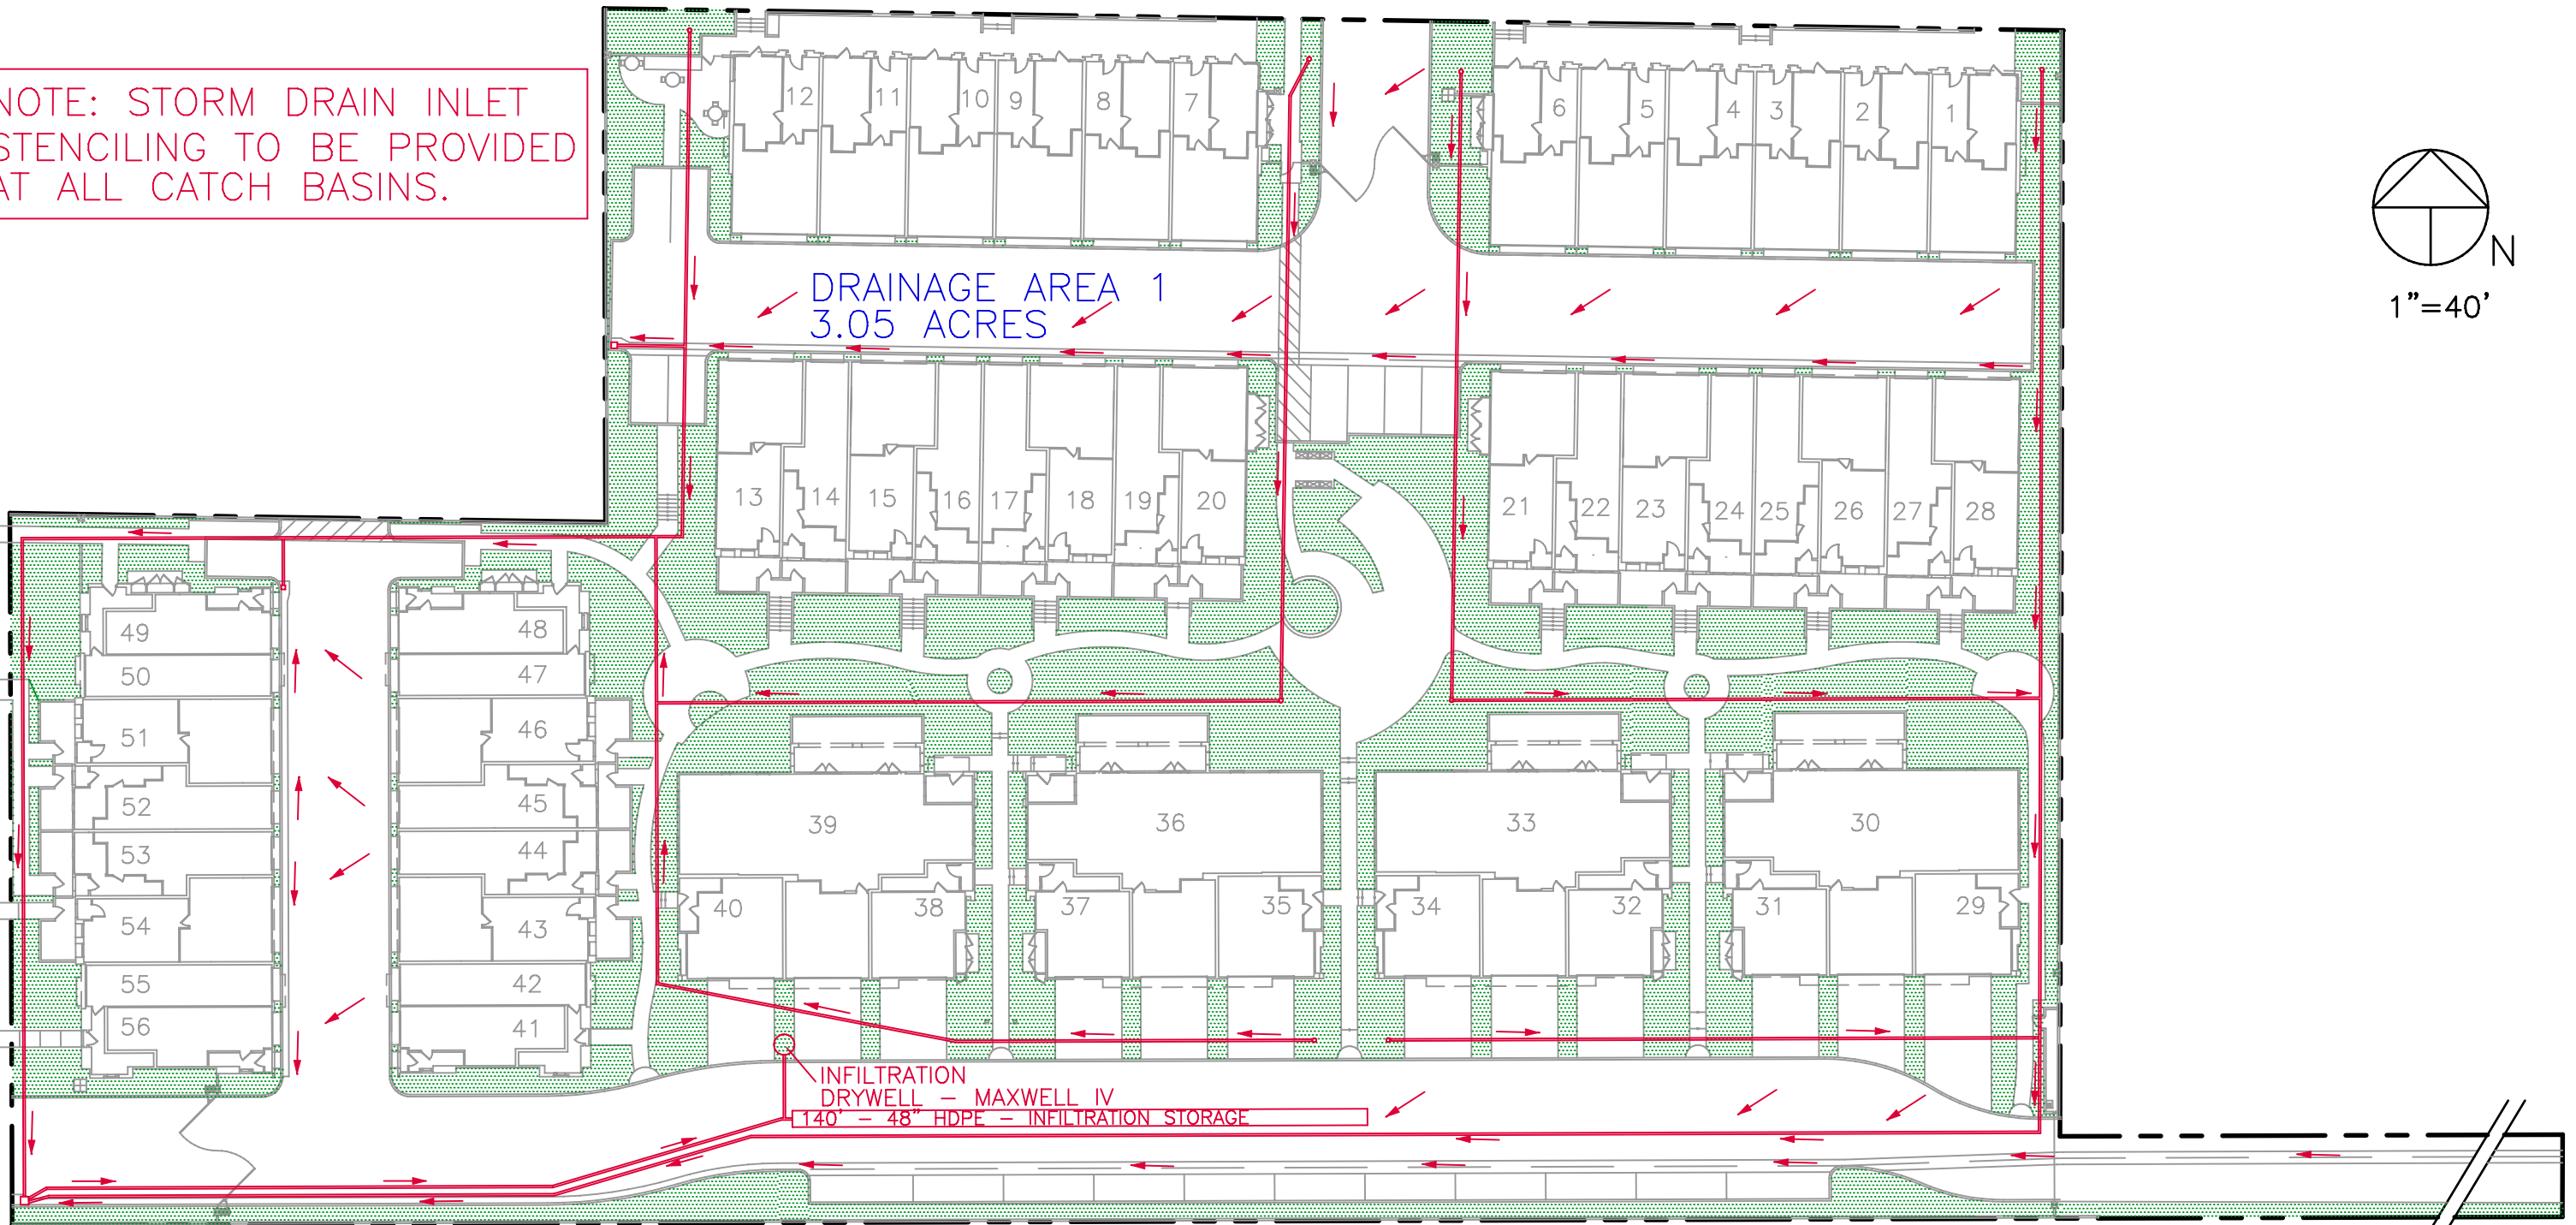 NOTE: STORM DRAIN INLET
STENCILING TO BE PROVIDED
AT ALL CATCH BASINS.
12 11 10 9 8 7 6 5 4 3 2 1
N
1"=40'
DRAINAGE AREA 1
3.05 ACRES
13 14 15 16 17 18 19 20 21 22 23 24 25 26 27 28
49 48
50 47
51 46
52 45
53 44
54 43
55 42
56 41
39 36 33 30
40 38 37 35 34 32 31 29
INFILTRATION
DRYWELL - MAXWELL IV
140' - 48" HDPE - INFILTRATION STORAGE